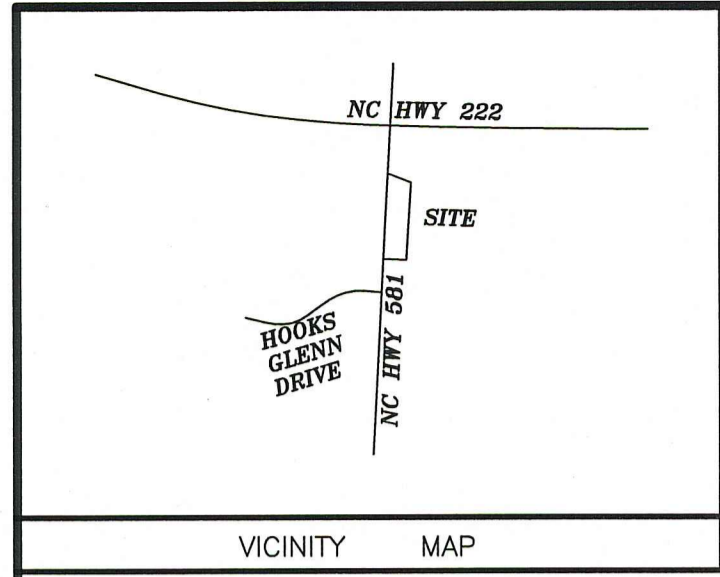 NC HWY 222
SITE
NC HWY 581
HOOKS
GLENN
DRIVE
VICINITY MAP